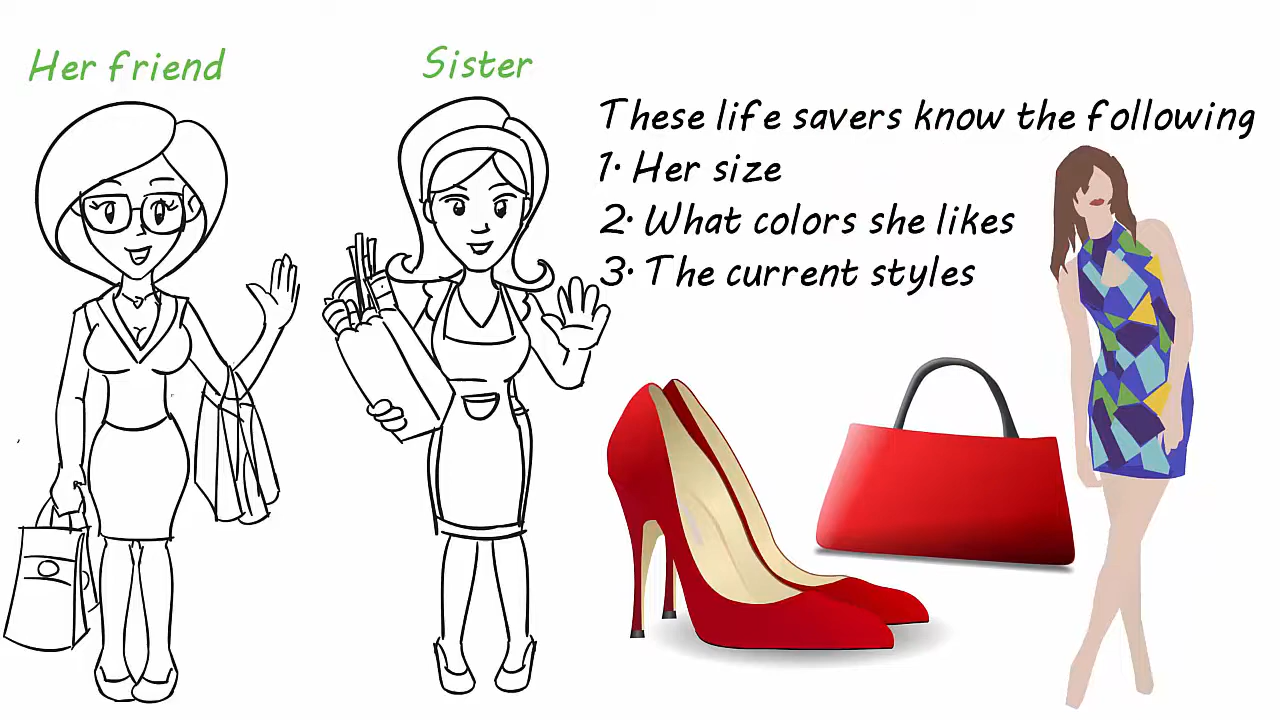 Her friend
Sister
These life savers know the following
1. Her size
2. What colors she likes
3. The current styles